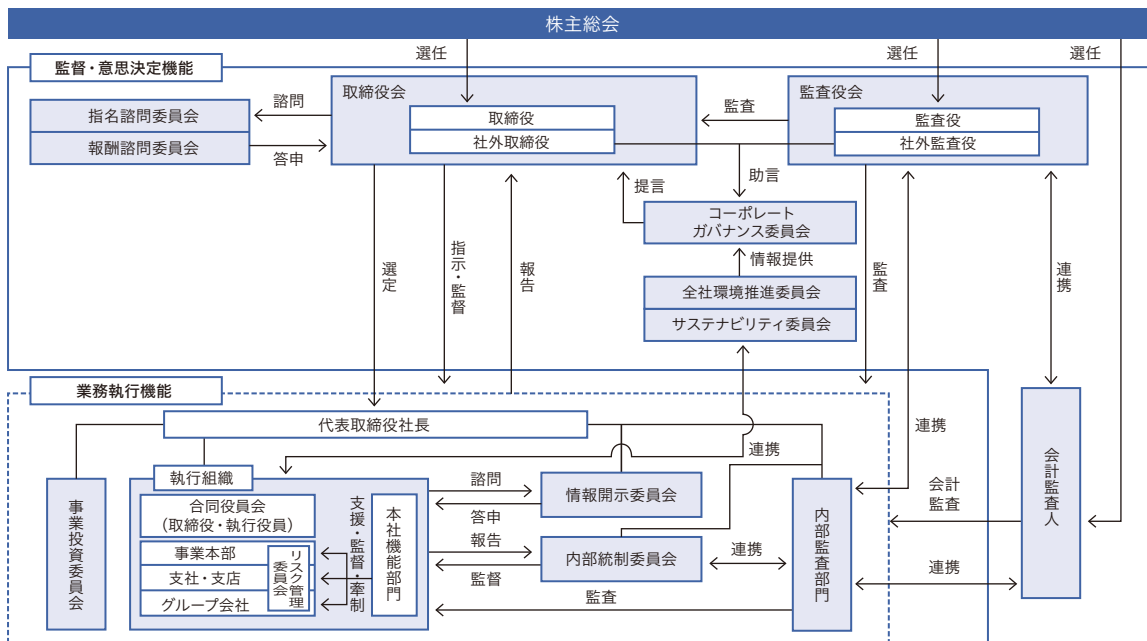 株主総会
選任
選任
選任
監督・意思決定機能
取締役会
監査役会
指名諮問委員会
報酬諮問委員会
諮問
答申
取締役
社外取締役
監査
監査役
社外監査役
助言
提言
コーポレート
ガバナンス委員会
情報提供
全社環境推進委員会
サステナビリティ委員会
選定
指示・監督
報告
監査
連携
連携
業務執行機能
代表取締役社長
連携
執行組織
事業投資委員会
合同役員会
(取締役・執行役員)
事業本部
支社・支店
グループ会社
リスク管理
委員会
支援・監督・牽制
本社機能部門
諮問
答申
報告
監督
情報開示委員会
内部統制委員会
連携
監査
内部監査部門
会計
監査
連携
会計監査人